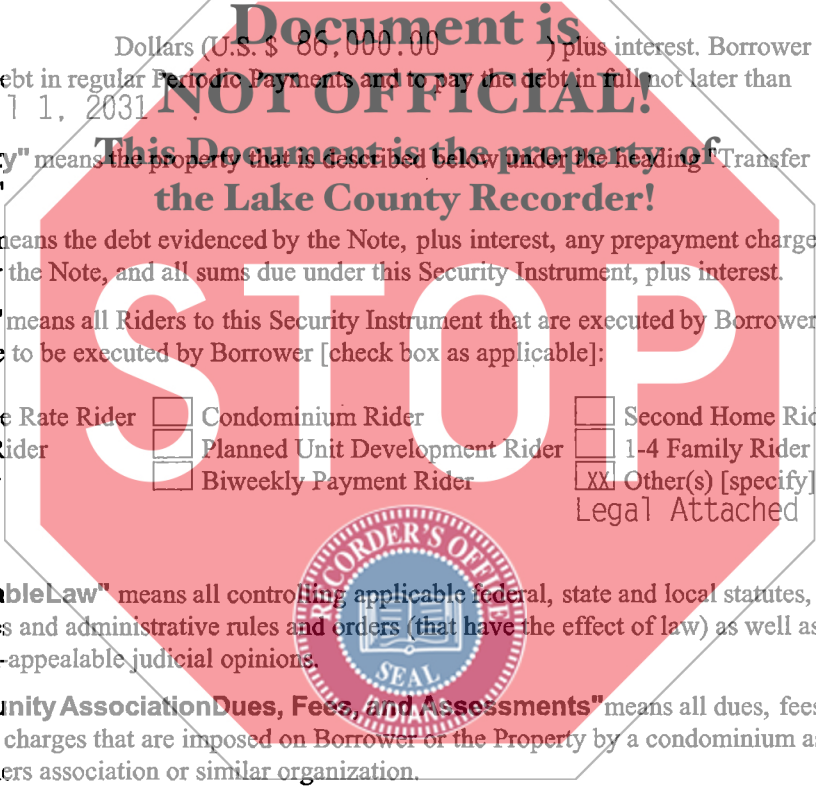 Document is
Dollars (U.S. $ 86,000.00 ) plus interest. Borrower
ebt in regular Periodic Payments and to pay the debt in full not later than
NOT OFFICIAL!
l 1, 2031 .
This Document is the property of
y" means the property that is described below under the heading "Transfer
"
the Lake County Recorder!
means the debt evidenced by the Note, plus interest, any prepayment charge
the Note, and all sums due under this Security Instrument, plus interest.
" means all Riders to this Security Instrument that are executed by Borrower
e to be executed by Borrower [check box as applicable]:
STOP
e Rate Rider Condominium Rider Second Home Rid
Rider Planned Unit Development Rider 1-4 Family Rider
Biweekly Payment Rider XX Other(s) [specify]
Legal Attached
RECORDER'S OFFICE
SEAL
INDIANA
ableLaw" means all controlling applicable federal, state and local statutes,
s and administrative rules and orders (that have the effect of law) as well as
-appealable judicial opinions.
unity AssociationDues, Fees, and Assessments" means all dues, fees
charges that are imposed on Borrower or the Property by a condominium as
ers association or similar organization.